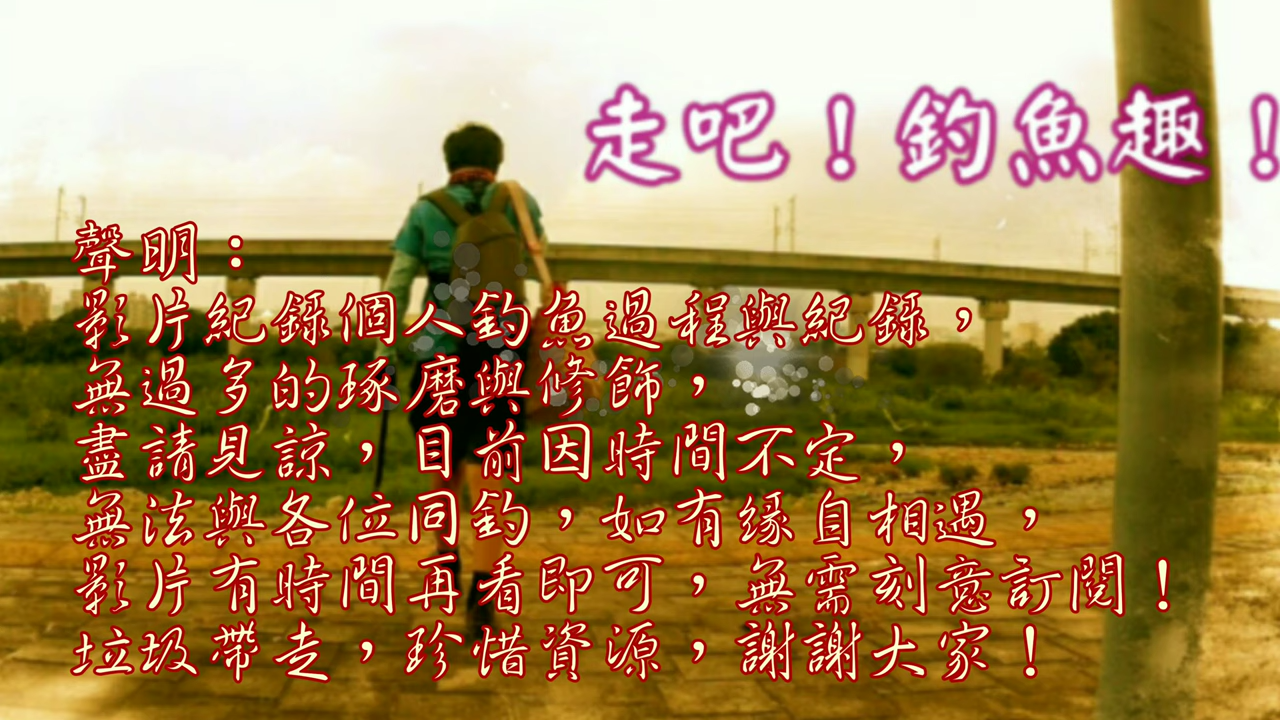 走吧！釣魚趣！
聲明：
影片紀錄個人釣魚過程與紀錄，
無過多的琢磨與修飾，
盡請見諒，目前因時間不定，
無法與各位同釣，如有緣自相遇，
影片有時間再看即可，無需刻意訂閱！
垃圾帶走，珍惜資源，謝謝大家！